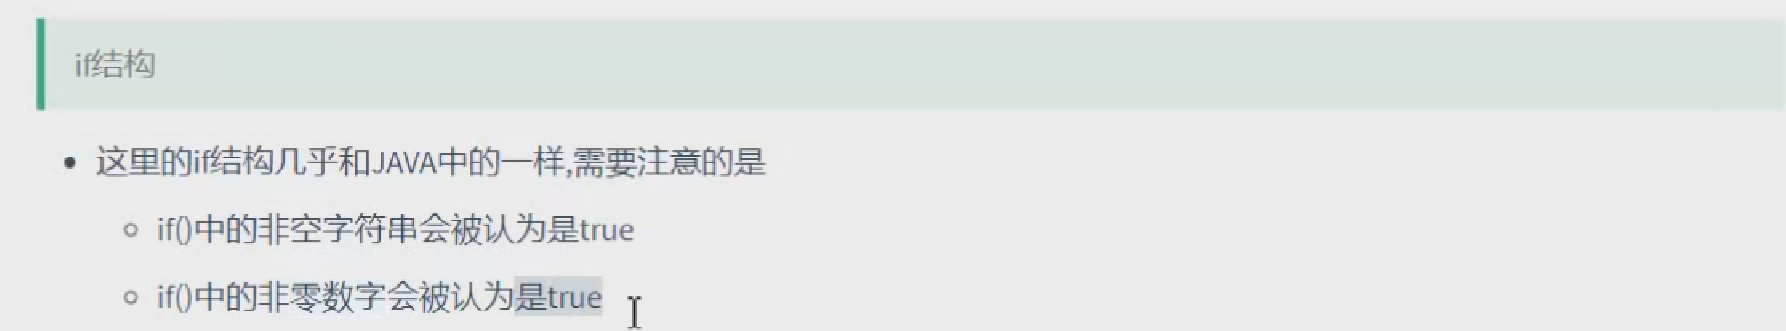 if结构
这里的if结构几乎和JAVA中的一样,需要注意的是
if()中的非空字符串会被认为是true
if()中的非零数字会被认为是true